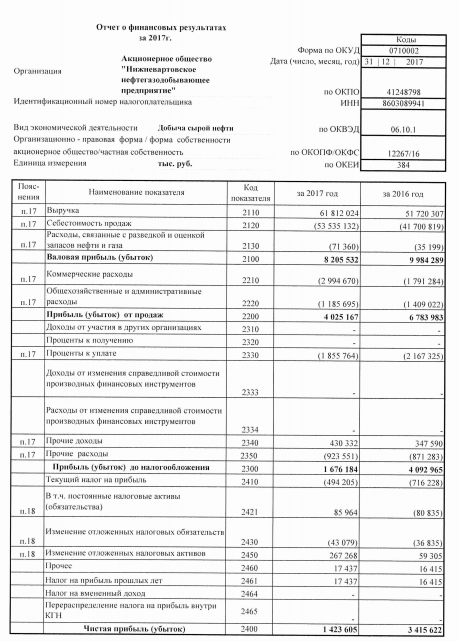 Отчет о финансовых результатах
за 2017г.
Коды
Форма по ОКУД 0710002
Дата (число, месяц, год) 31 12 2017
Организация Акционерное общество
"Нижневартовское
нефтегазодобывающее
предприятие" по ОКПО 41248798
Идентификационный номер налогоплательщика ИНН 8603089941
Вид экономической деятельности Добыча сырой нефти по ОКВЭД 06.10.1
Организационно - правовая форма / форма собственности
акционерное общество/частная собственность по ОКОПФ/ОКФС 12267/16
Единица измерения тыс. руб. по ОКЕИ 384
Пояс-
нения Наименование показателя Код
показателя за 2017 год за 2016 год
п.17 Выручка 2110 61 812 024 51 720 307
п.17 Себестоимость продаж 2120 (53 535 132) (41 700 819)
Расходы, связанные с разведкой и оценкой
п.17 запасов нефти и газа 2130 (71 360) (35 199)
Валовая прибыль (убыток) 2100 8 205 532 9 984 289
п.17 Коммерческие расходы 2210 (2 994 670) (1 791 284)
Общехозяйственные и административные
п.17 расходы 2220 (1 185 695) (1 409 022)
Прибыль (убыток) от продаж 2200 4 025 167 6 783 983
Доходы от участия в других организациях 2310 - -
Проценты к получению 2320 - -
п.17 Проценты к уплате 2330 (1 855 764) (2 167 325)
Доходы от изменения справедливой стоимости
производных финансовых инструментов
2333 - -
Расходы от изменения справедливой стоимости
производных финансовых инструментов
2334 - -
п.17 Прочие доходы 2340 430 332 347 590
п.17 Прочие расходы 2350 (923 551) (871 283)
Прибыль (убыток) до налогообложения 2300 1 676 184 4 092 965
Текущий налог на прибыль 2410 (494 205) (716 228)
В т.ч. постоянные налоговые активы
п.18 (обязательства) 2421 85 964 (80 835)
п.18 Изменение отложенных налоговых обязательств 2430 (43 079) (36 835)
п.18 Изменение отложенных налоговых активов 2450 267 268 59 305
Прочее 2460 17 437 16 415
Налог на прибыль прошлых лет 2461 17 437 16 415
Налог на вмененный доход 2464 - -
Перераспределение налога на прибыль внутри
КГН 2465 - -
Чистая прибыль (убыток) 2400 1 423 605 3 415 622